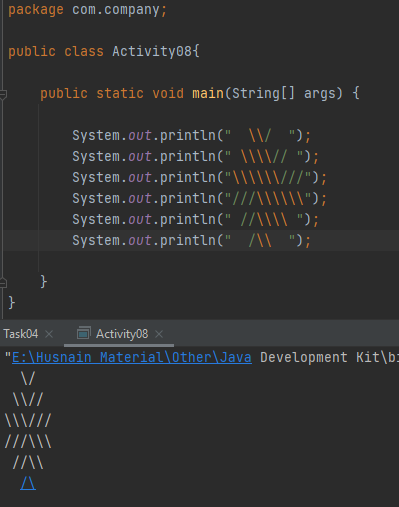 package com.company;
public class Activity08{
    public static void main(String[] args) {
        System.out.println("  \\/  ");
        System.out.println(" \\\\// ");
        System.out.println("\\\\\\///");
        System.out.println("///\\\\\\");
        System.out.println(" //\\\\ ");
        System.out.println("  /\\  ");
    }
}
Task04 × Activity08 ×
"E:\Husnain Material\Other\Java Development Kit\bi
  \/
 \\//
\\\///
///\\\
 //\\
  /\